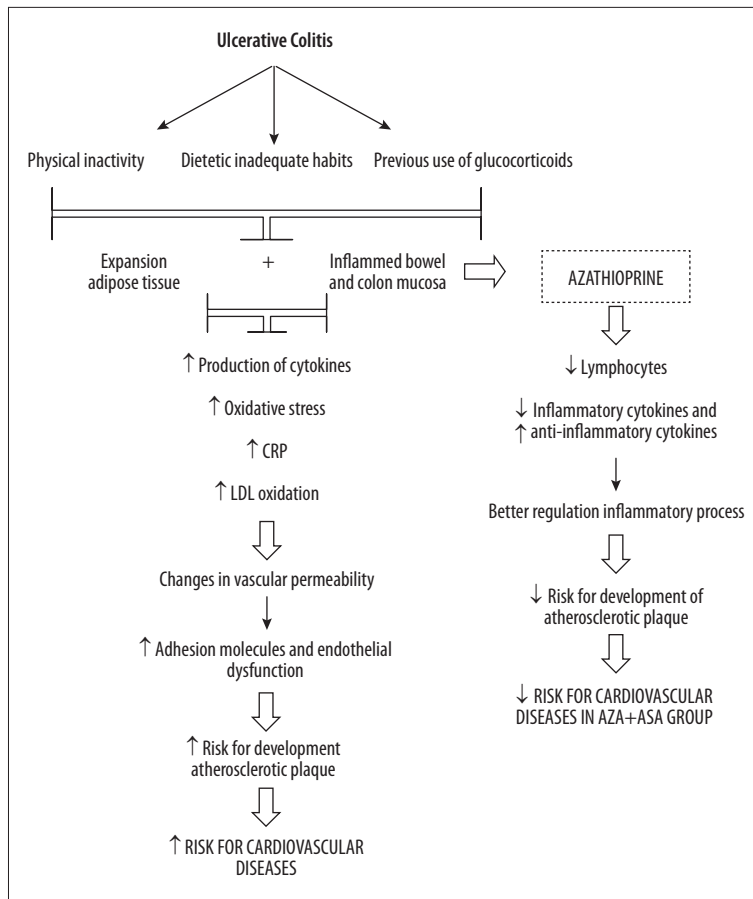 Ulcerative Colitis
Physical inactivity
Dietetic inadequate habits
Previous use of glucocorticoids
Expansion
adipose tissue
+
Inflammed bowel
and colon mucosa
↑ Production of cytokines
↑ Oxidative stress
↑ CRP
↑ LDL oxidation
Changes in vascular permeability
↑ Adhesion molecules and endothelial
dysfunction
↑ Risk for development
atherosclerotic plaque
↑ RISK FOR CARDIOVASCULAR
DISEASES
AZATHIOPRINE
↓ Lymphocytes
↓ Inflammatory cytokines and
↑ anti-inflammatory cytokines
Better regulation inflammatory process
↓ Risk for development of
atherosclerotic plaque
↓ RISK FOR CARDIOVASCULAR
DISEASES IN AZA+ASA GROUP